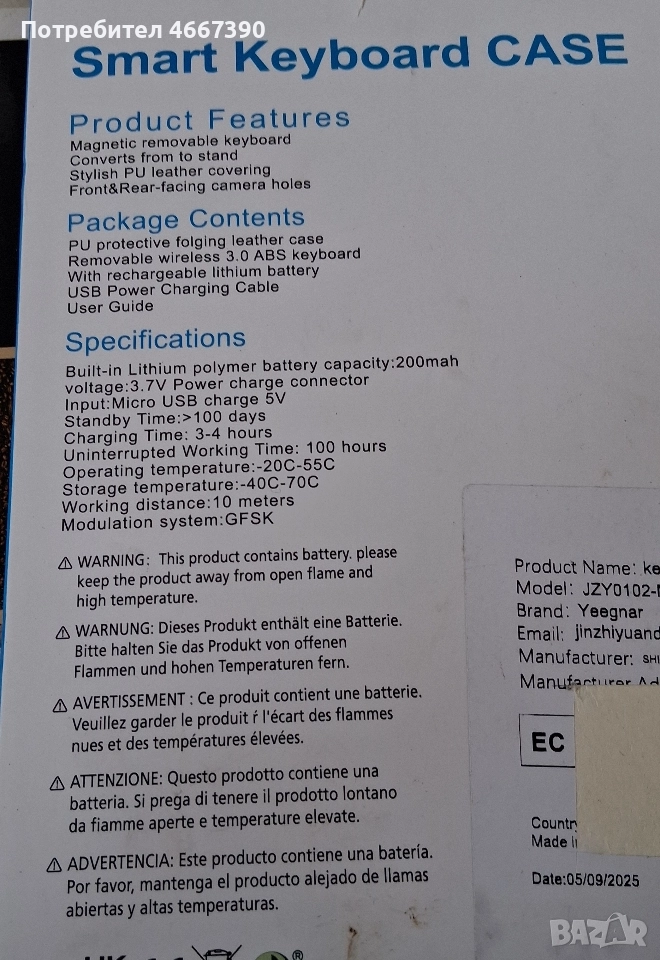 Потребител 4667390
Smart Keyboard CASE
Product Features
Magnetic removable keyboard
Converts from to stand
Stylish PU leather covering
Front&Rear-facing camera holes
Package Contents
PU protective folging leather case
Removable wireless 3.0 ABS keyboard
With rechargeable lithium battery
USB Power Charging Cable
User Guide
Specifications
Built-in Lithium polymer battery capacity:200mah
voltage:3.7V Power charge connector
Input:Micro USB charge 5V
Standby Time:>100 days
Charging Time: 3-4 hours
Uninterrupted Working Time: 100 hours
Operating temperature:-20C-55C
Storage temperature:-40C-70C
Working distance:10 meters
Modulation system:GFSK
⚠ WARNING: This product contains battery. please
keep the product away from open flame and
high temperature.
⚠ WARNUNG: Dieses Produkt enthält eine Batterie.
Bitte halten Sie das Produkt von offenen
Flammen und hohen Temperaturen fern.
⚠ AVERTISSEMENT : Ce produit contient une batterie.
Veuillez garder le produit ŕ l'écart des flammes
nues et des températures élevées.
⚠ ATTENZIONE: Questo prodotto contiene una
batteria. Si prega di tenere il prodotto lontano
da fiamme aperte e temperature elevate.
⚠ ADVERTENCIA: Este producto contiene una batería.
Por favor, mantenga el producto alejado de llamas
abiertas y altas temperaturas.
Product Name: ke
Model: JZY0102-
Brand: Yeegnar
Email: jinzhiyuand
Manufacturer: SHI
Manufacturer Ad
EC
Country
Made i
Date:05/09/2025
BAZAR